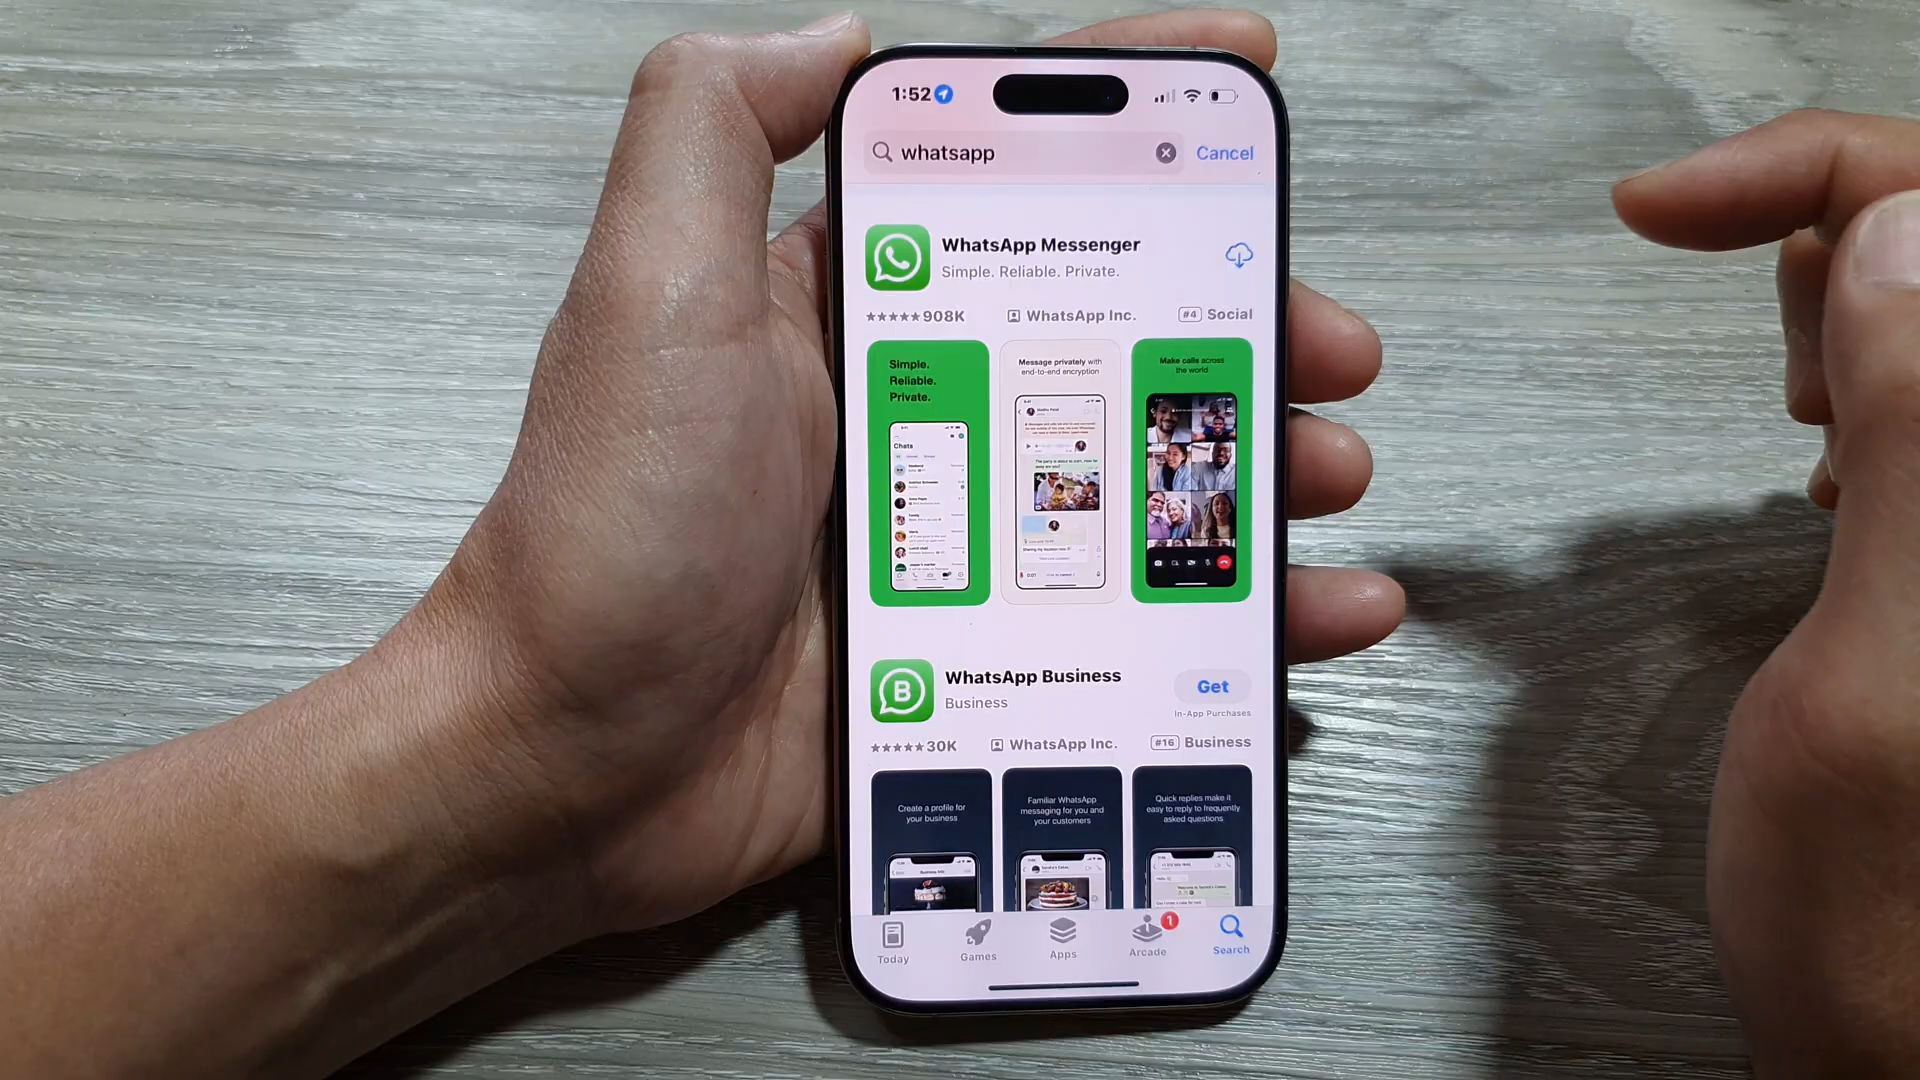 1:52
whatsapp
Cancel
WhatsApp Messenger
Simple. Reliable. Private.
908K
WhatsApp Inc.
#4 Social
Simple.
Reliable.
Private.
Chats
Message privately with
end-to-end encryption
Make calls across
the world
WhatsApp Business
Business
Get
In-App Purchases
B
30K
WhatsApp Inc.
#16 Business
Create a profile for
your business
Familiar WhatsApp
messaging for you and
your customers
Quick replies make it
easy to reply to frequently
asked questions
Today
Games
Apps
Arcade
1
Search